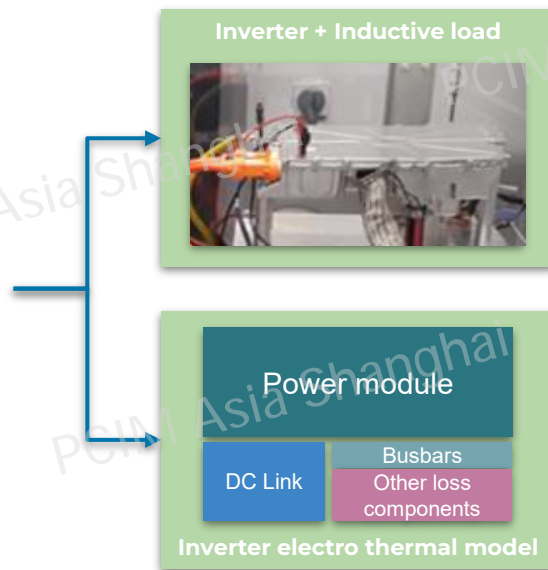 Inverter + Inductive load
PCIM
Asia Shanghai
Power module
PCIM Asia Shanghai
DC Link
Busbars
Other loss
components
Inverter electro thermal model